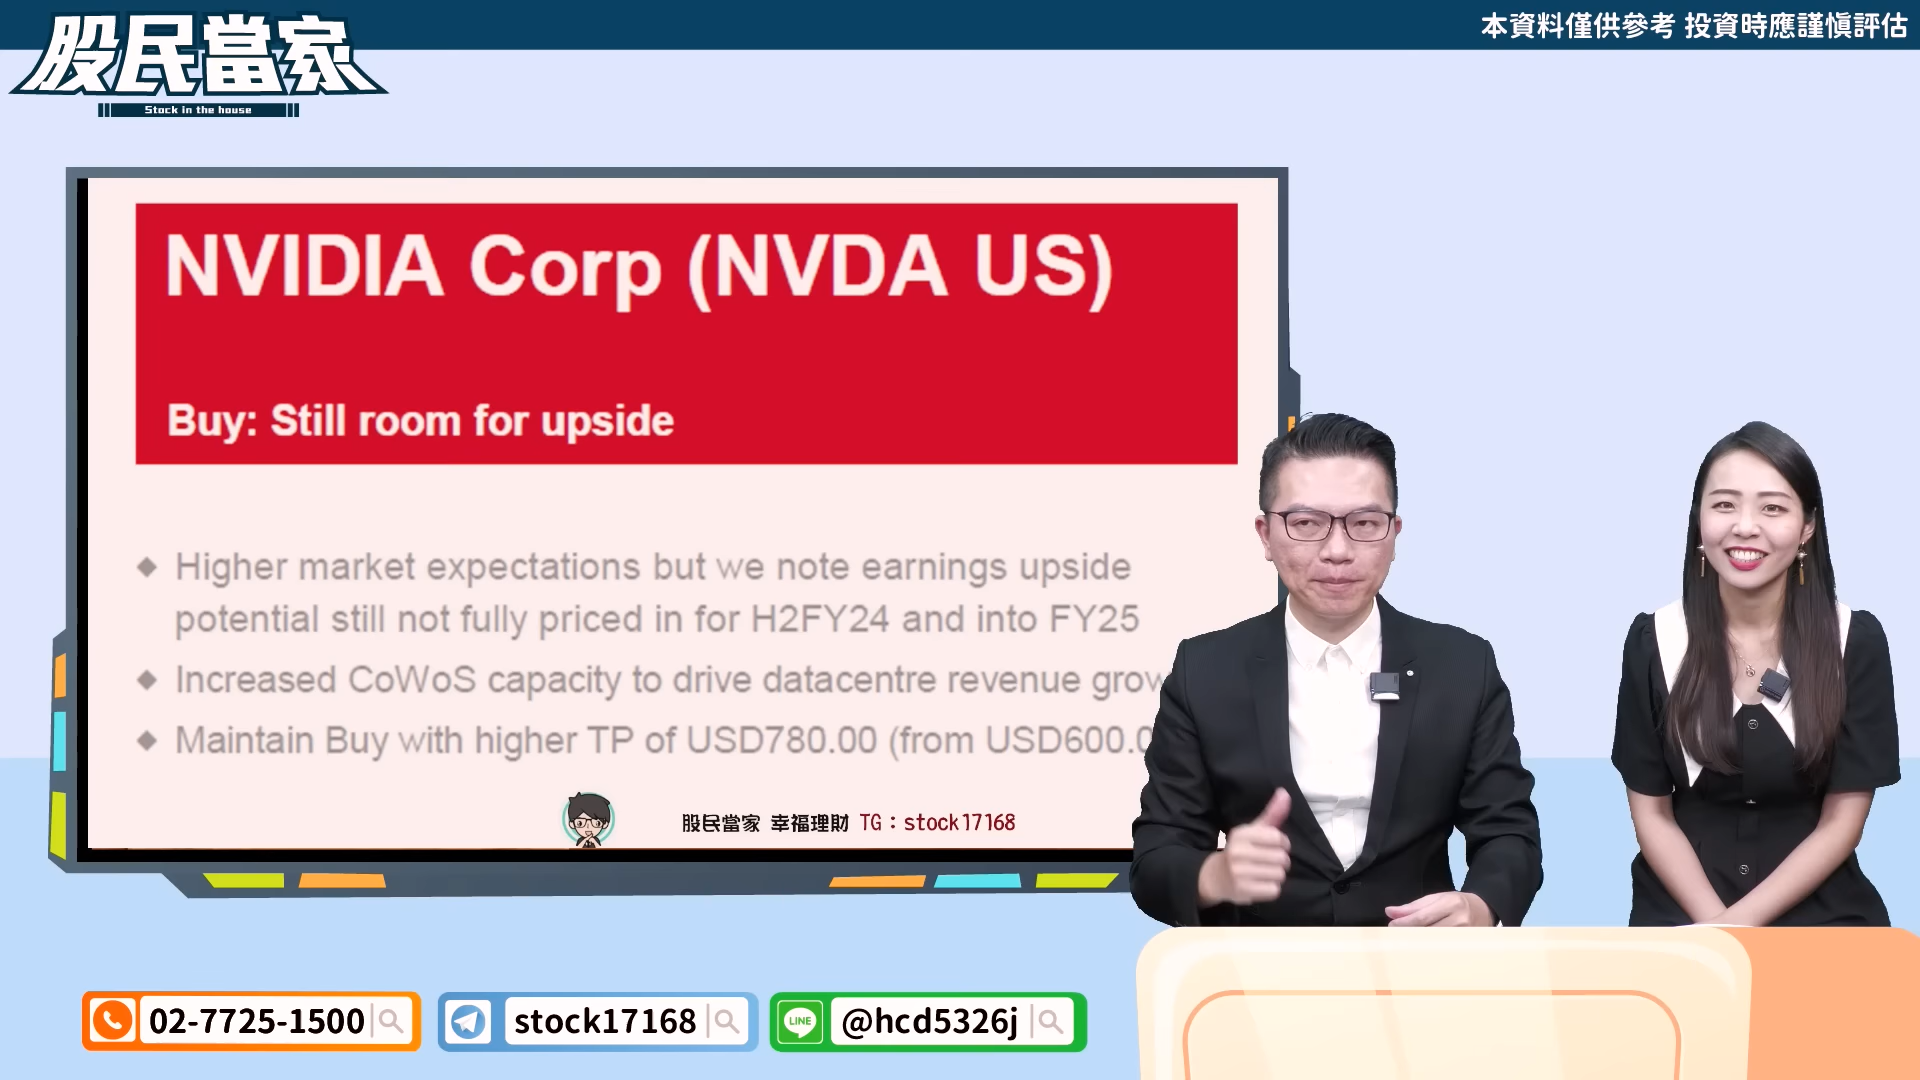 股民當家
Stock in the house
本資料僅供參考 投資時應謹慎評估
NVIDIA Corp (NVDA US)
Buy: Still room for upside
◆ Higher market expectations but we note earnings upside
potential still not fully priced in for H2FY24 and into FY25
◆ Increased CoWoS capacity to drive datacentre revenue grow
◆ Maintain Buy with higher TP of USD780.00 (from USD600.0
股民當家 幸福理財 TG：stock17168
02-7725-1500
stock17168
LINE
@hcd5326j